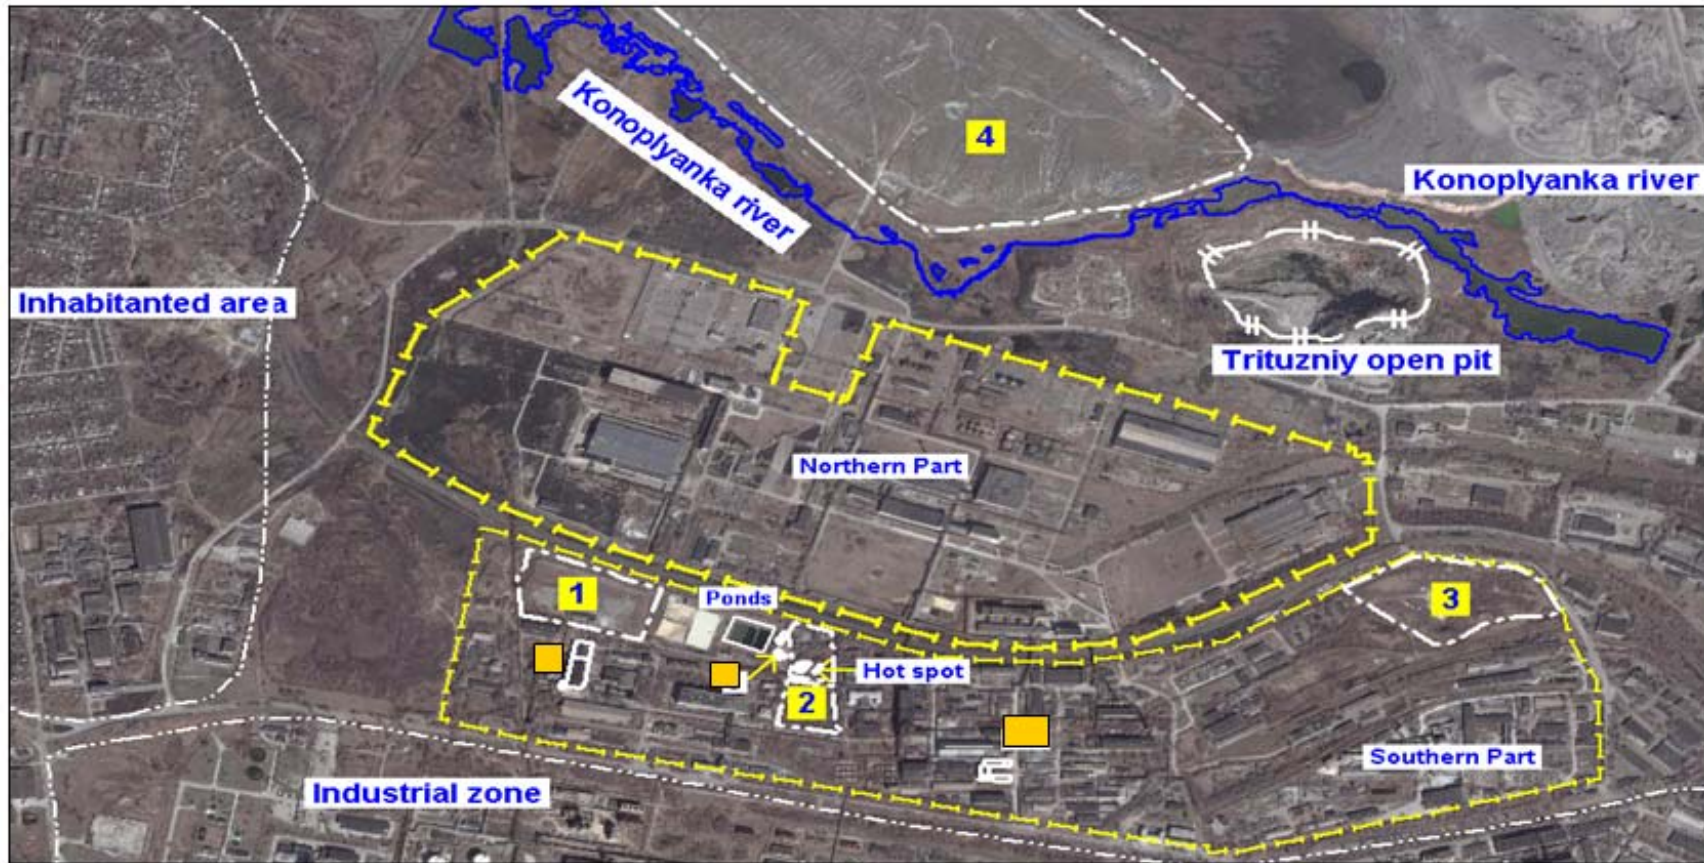 Konoplyanka river
4
Konoplyanka river
Inhabitanted area
Trituzniy open pit
Northern Part
1
Ponds
3
Hot spot
2
Southern Part
Industrial zone